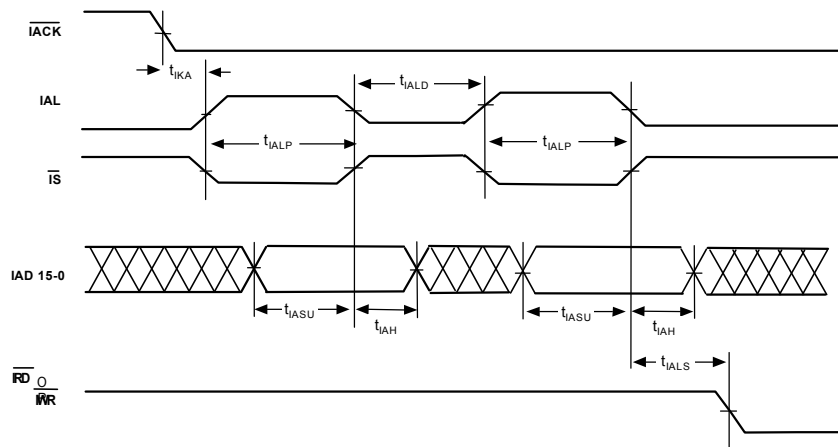 IACK
tIKA
tIALD
IAL
tIALP
tIALP
IS
IAD 15-0
tIASU
tIAH
tIASU
tIAH
tIALS
IRD O
IWR